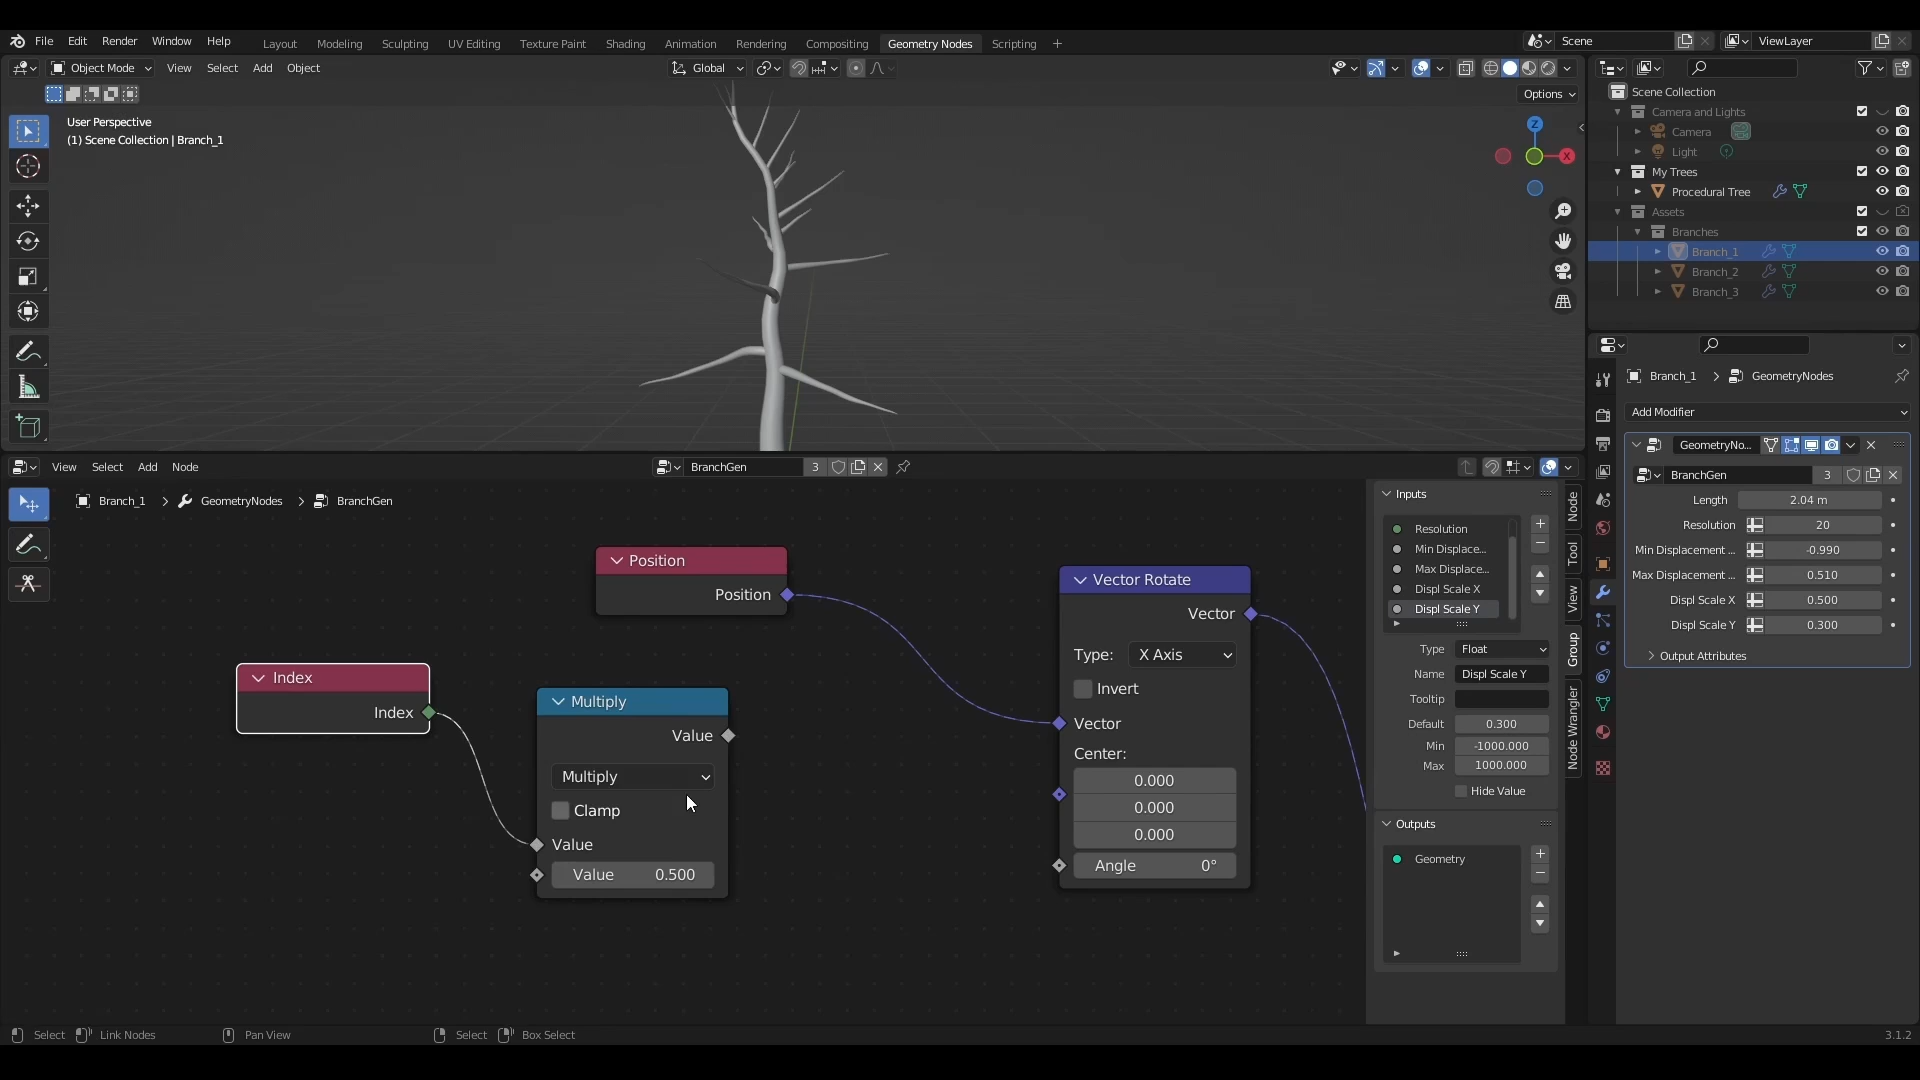 File Edit Render Window Help Layout Modeling Sculpting UV Editing Texture Paint Shading Animation Rendering Compositing Geometry Nodes Scripting + Scene ViewLayer
Object Mode View Select Add Object Global
Options
User Perspective
(1) Scene Collection | Branch_1
Z
X
Scene Collection
Camera and Lights
Camera
Light
My Trees
Procedural Tree
Assets
Branches
Branch_1
Branch_2
Branch_3
Branch_1 > GeometryNodes
Add Modifier
GeometryNo...
BranchGen 3
Length 2.04 m
Resolution 20
Min Displacement ... -0.990
Max Displacement ... 0.510
Displ Scale X 0.500
Displ Scale Y 0.300
Output Attributes
View Select Add Node BranchGen 3
Branch_1 > GeometryNodes > BranchGen
Position
Position
Index
Index
Multiply
Value
Multiply
Clamp
Value
Value 0.500
Vector Rotate
Vector
Type: X Axis
Invert
Vector
Center:
0.000
0.000
0.000
Angle 0°
Inputs
Resolution
Min Displace...
Max Displace...
Displ Scale X
Displ Scale Y
Type Float
Name Displ Scale Y
Tooltip
Default 0.300
Min -1000.000
Max 1000.000
Hide Value
Outputs
Geometry
Node
Tool
View
Group
Node Wrangler
Select Link Nodes Pan View Select Box Select 3.1.2